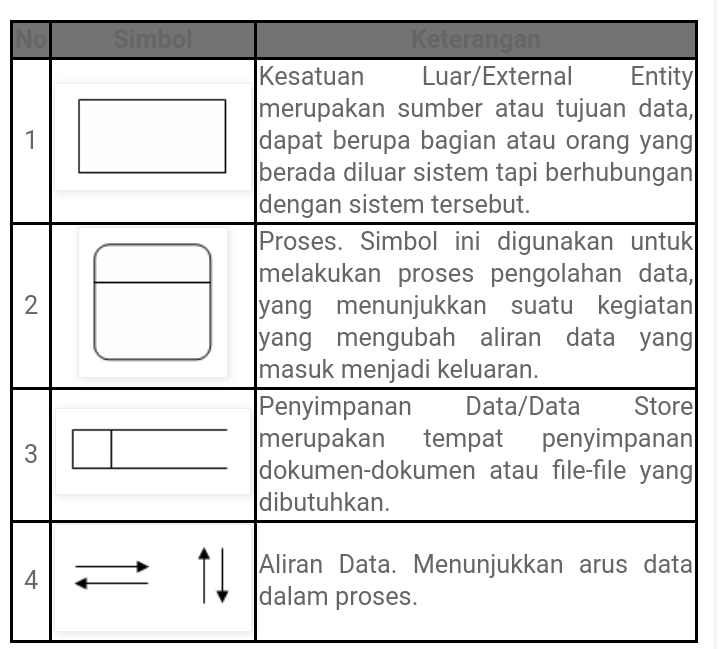 No Simbol Keterangan
1
Kesatuan Luar/External Entity
merupakan sumber atau tujuan data,
dapat berupa bagian atau orang yang
berada diluar sistem tapi berhubungan
dengan sistem tersebut.
2
Proses. Simbol ini digunakan untuk
melakukan proses pengolahan data,
yang menunjukkan suatu kegiatan
yang mengubah aliran data yang
masuk menjadi keluaran.
3
Penyimpanan Data/Data Store
merupakan tempat penyimpanan
dokumen-dokumen atau file-file yang
dibutuhkan.
4
Aliran Data. Menunjukkan arus data
dalam proses.